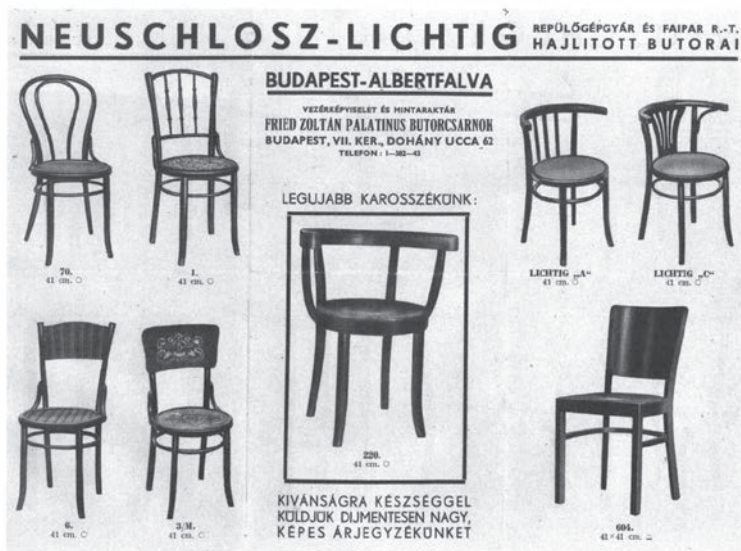 NEUSCHLOSZ-LICHTIG
REPÜLŐGÉPGYÁR ÉS FAIPAR R.-T.
HAJLITOTT BUTORAI
BUDAPEST-ALBERTFALVA
VEZÉRKÉPVISELET ÉS MINTARAKTÁR
FRIED ZOLTÁN PALATINUS BUTORCSARNOK
BUDAPEST, VII. KER., DOHÁNY UCCA 62
TELEFON: 1—382—43
LEGUJABB KAROSSZÉKÜNK:
70.
41 cm. ○
1.
41 cm. ○
LICHTIG „A“
41 cm. ○
LICHTIG „C“
41 cm. ○
6.
41 cm. ○
3/M.
41 cm. ○
220.
41 cm. ○
604.
41×41 cm.
KIVÁNSÁGRA KÉSZSÉGGEL
KÜLDJÜK DIJMENTESEN NAGY,
KÉPES ÁRJEGYZÉKÜNKET